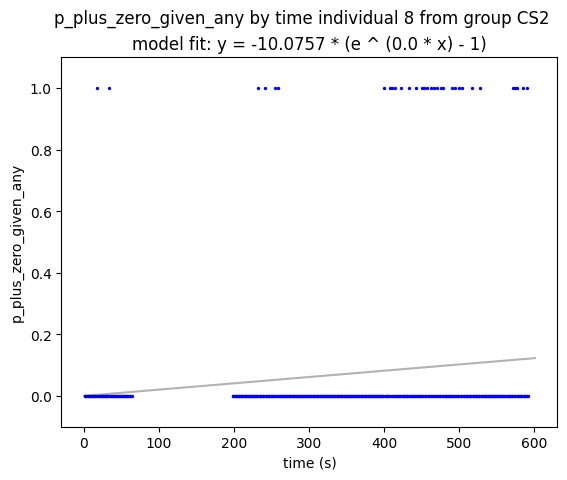 p_plus_zero_given_any by time individual 8 from group CS2
model fit: y = -10.0757 * (e ^ (0.0 * x) - 1)
1.0
0.8
0.6
0.4
0.2
0.0
p_plus_zero_given_any
0 100 200 300 400 500 600
time (s)